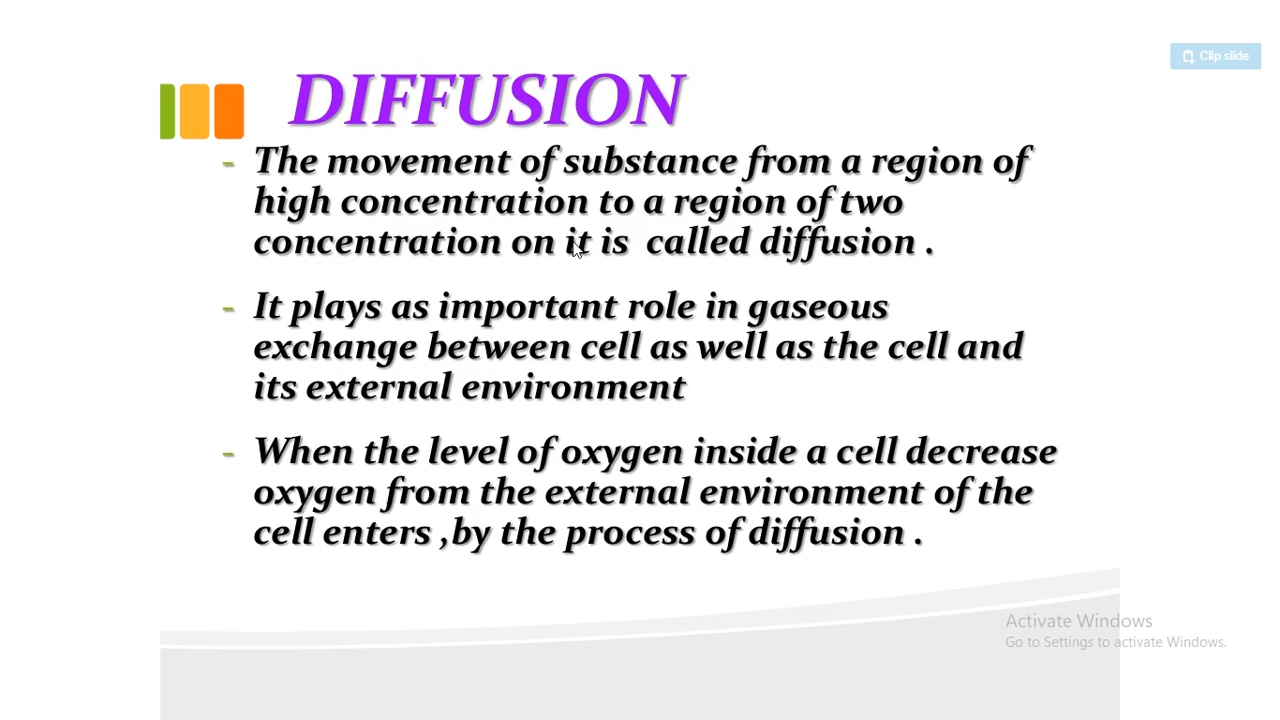 Clip slide
DIFFUSION
- The movement of substance from a region of
high concentration to a region of two
concentration on it is called diffusion .
- It plays as important role in gaseous
exchange between cell as well as the cell and
its external environment
- When the level of oxygen inside a cell decrease
oxygen from the external environment of the
cell enters ,by the process of diffusion .
Activate Windows
Go to Settings to activate Windows.